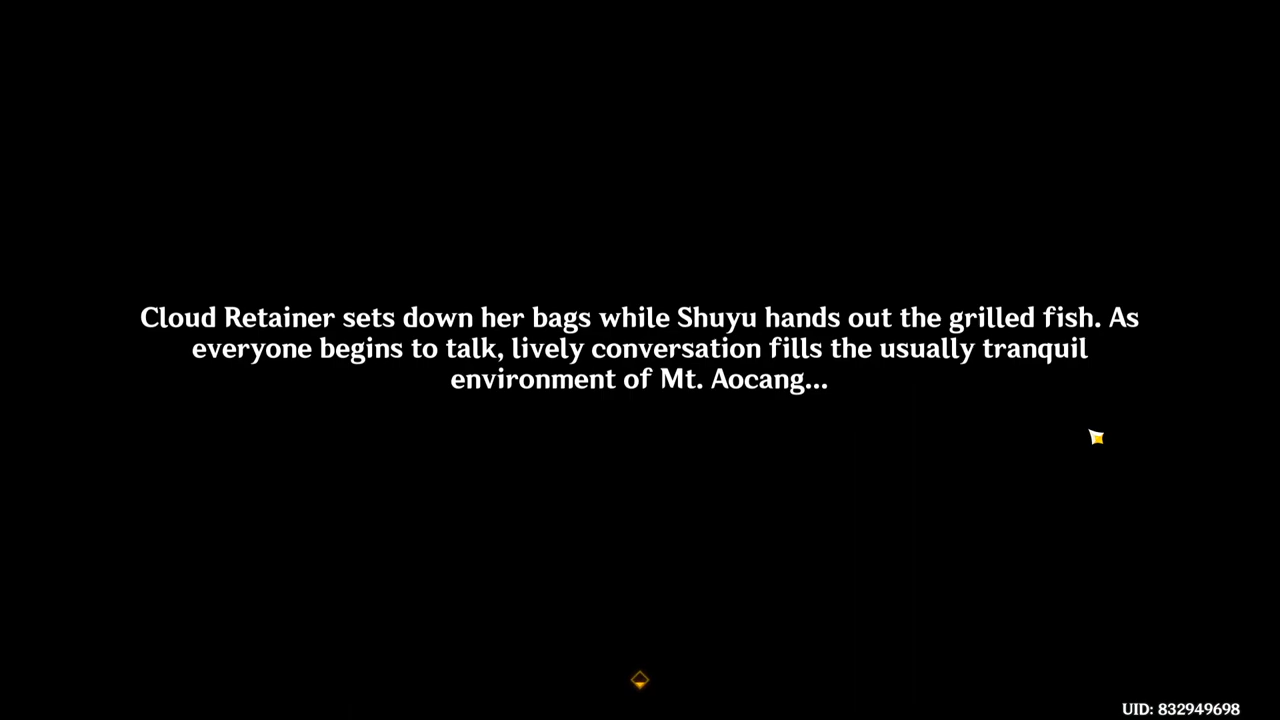 Cloud Retainer sets down her bags while Shuyu hands out the grilled fish. As
everyone begins to talk, lively conversation fills the usually tranquil
environment of Mt. Aocang...
UID: 832949698